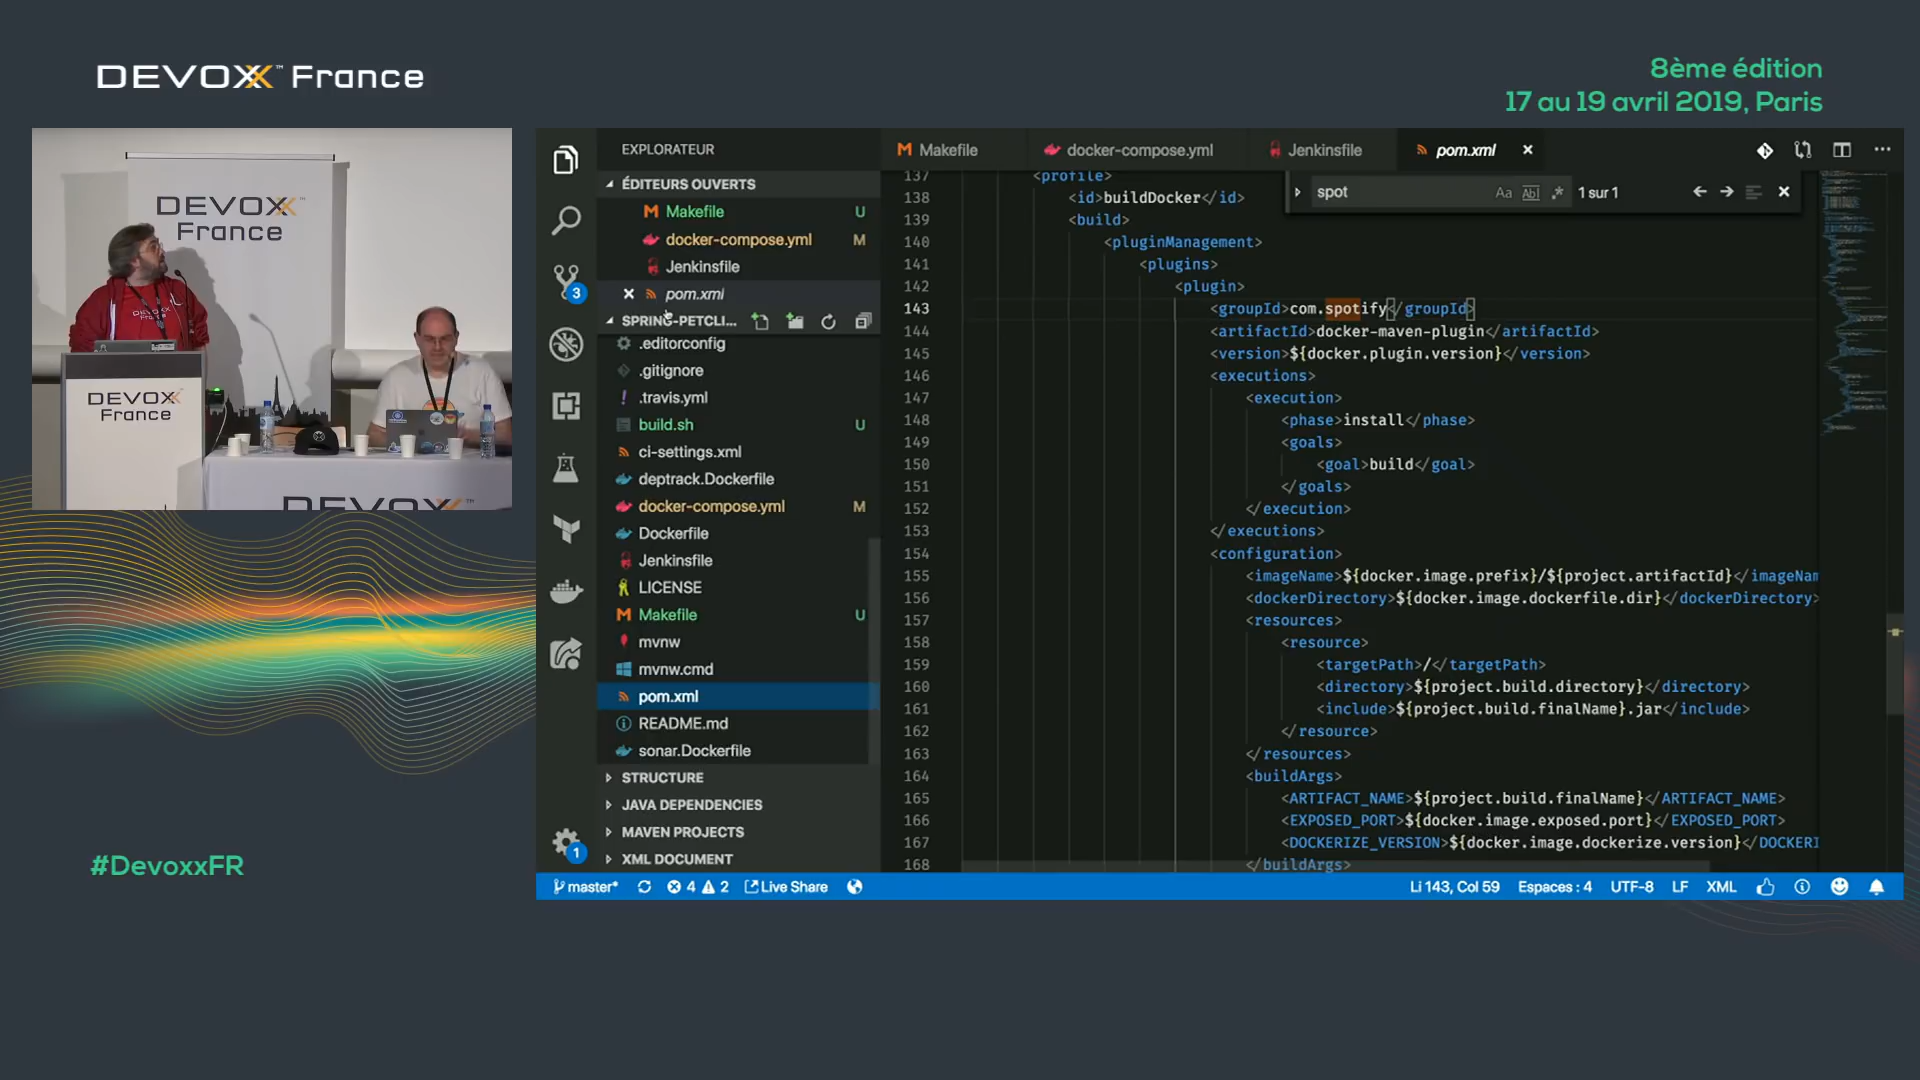 DEVOXX™ France
8ème édition
17 au 19 avril 2019, Paris
DEVOXX™
France
DEVOXX
France
DEVOXX™
#DevoxxFR
EXPLORATEUR
ÉDITEURS OUVERTS
Makefile U
docker-compose.yml M
Jenkinsfile
pom.xml
SPRING-PETCLI...
.editorconfig
.gitignore
.travis.yml
build.sh U
ci-settings.xml
deptrack.Dockerfile
docker-compose.yml M
Dockerfile
Jenkinsfile
LICENSE
Makefile U
mvnw
mvnw.cmd
pom.xml
README.md
sonar.Dockerfile
STRUCTURE
JAVA DEPENDENCIES
MAVEN PROJECTS
XML DOCUMENT
3
1
Makefile docker-compose.yml Jenkinsfile pom.xml
spot Aa Abl .* 1 sur 1
137 <profile>
138 <id>buildDocker</id>
139 <build>
140 <pluginManagement>
141 <plugins>
142 <plugin>
143 <groupId>com.spotify</groupId>
144 <artifactId>docker-maven-plugin</artifactId>
145 <version>${docker.plugin.version}</version>
146 <executions>
147 <execution>
148 <phase>install</phase>
149 <goals>
150 <goal>build</goal>
151 </goals>
152 </execution>
153 </executions>
154 <configuration>
155 <imageName>${docker.image.prefix}/${project.artifactId}</imageNam
156 <dockerDirectory>${docker.image.dockerfile.dir}</dockerDirectory>
157 <resources>
158 <resource>
159 <targetPath>/</targetPath>
160 <directory>${project.build.directory}</directory>
161 <include>${project.build.finalName}.jar</include>
162 </resource>
163 </resources>
164 <buildArgs>
165 <ARTIFACT_NAME>${project.build.finalName}</ARTIFACT_NAME>
166 <EXPOSED_PORT>${docker.image.exposed.port}</EXPOSED_PORT>
167 <DOCKERIZE_VERSION>${docker.image.dockerize.version}</DOCKERI
168 </buildArgs>
master* 4 2 Live Share Li 143, Col 59 Espaces : 4 UTF-8 LF XML